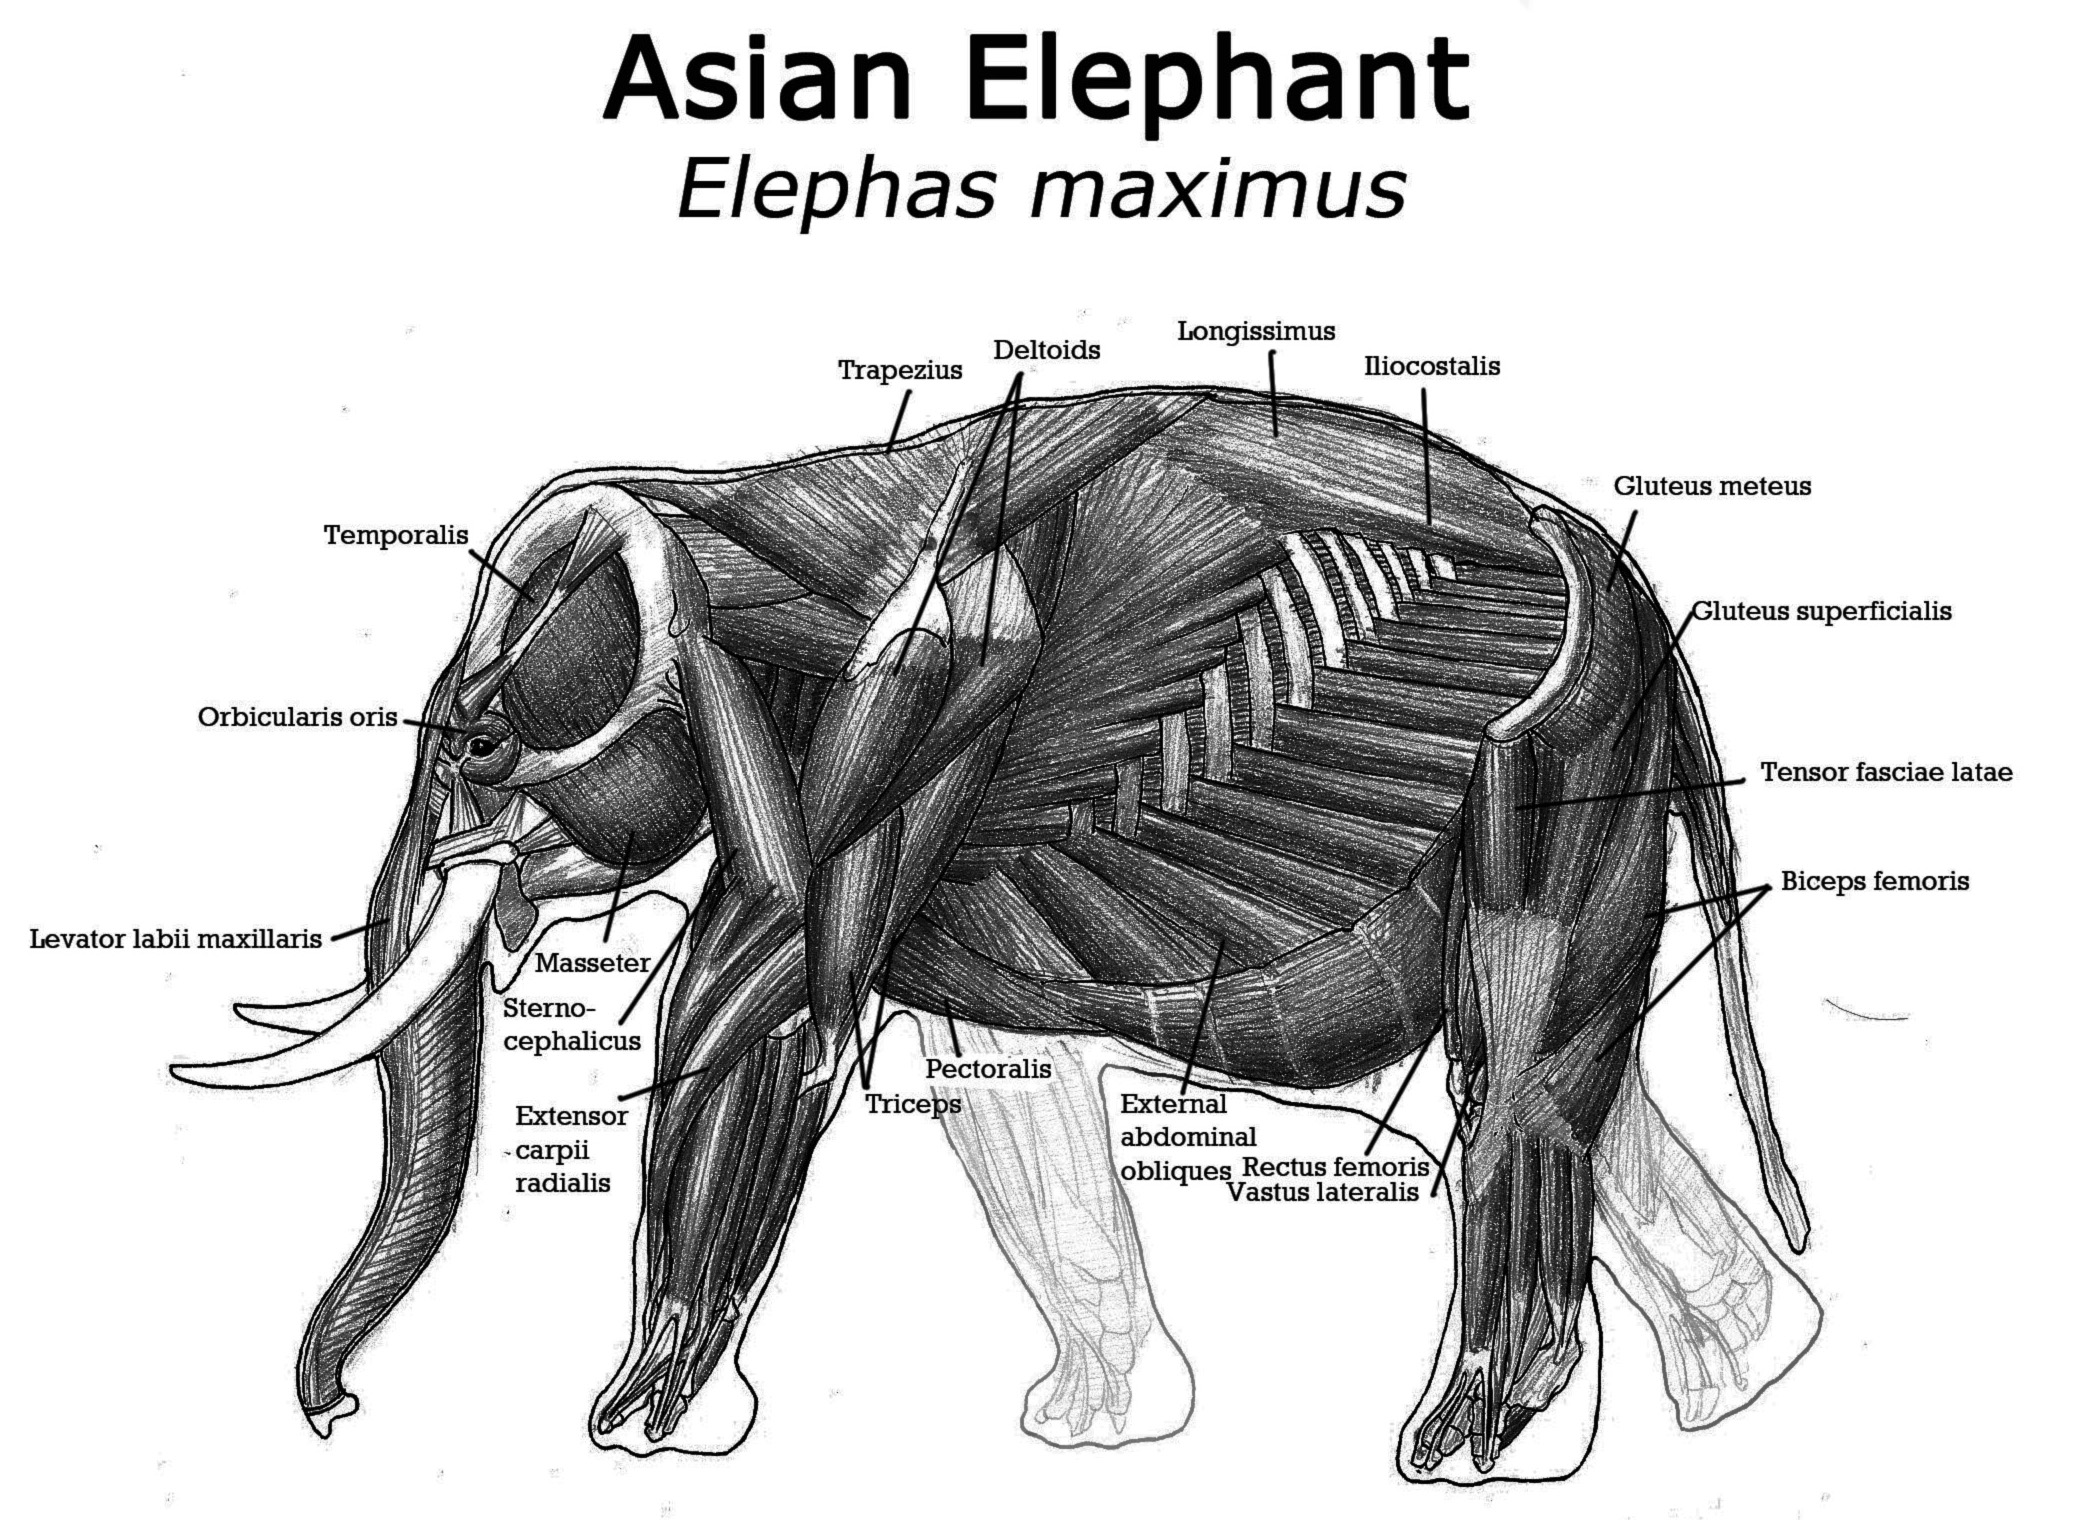 Asian Elephant
Elephas maximus
Longissimus
Deltoids
Trapezius
Iliocostalis
Gluteus meteus
Temporalis
Gluteus superficialis
Orbicularis oris
Tensor fasciae latae
Biceps femoris
Levator labii maxillaris
Masseter
Sterno-
cephalicus
Pectoralis
Triceps
Extensor
carpii
radialis
External
abdominal
obliques
Rectus femoris
Vastus lateralis